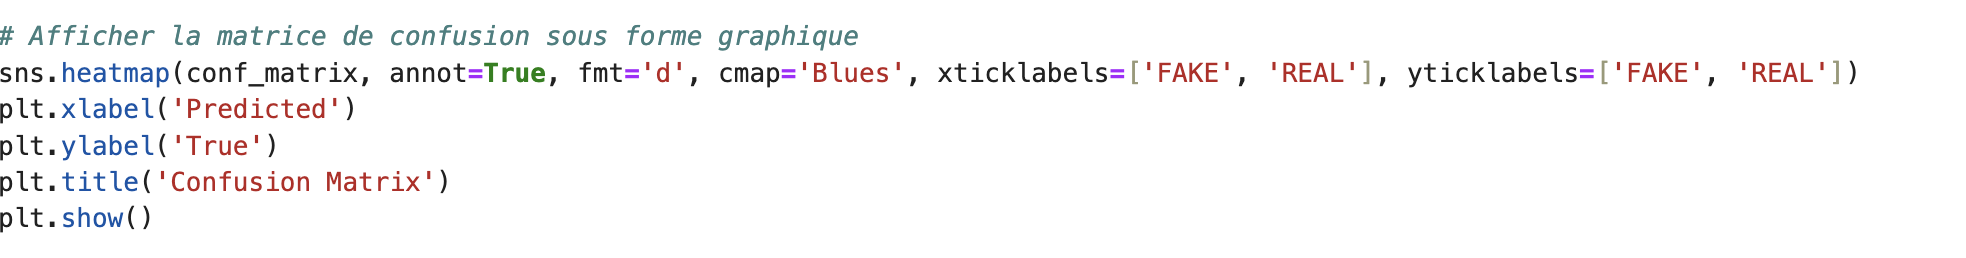 # Afficher la matrice de confusion sous forme graphique
sns.heatmap(conf_matrix, annot=True, fmt='d', cmap='Blues', xticklabels=['FAKE', 'REAL'], yticklabels=['FAKE', 'REAL'])
plt.xlabel('Predicted')
plt.ylabel('True')
plt.title('Confusion Matrix')
plt.show()